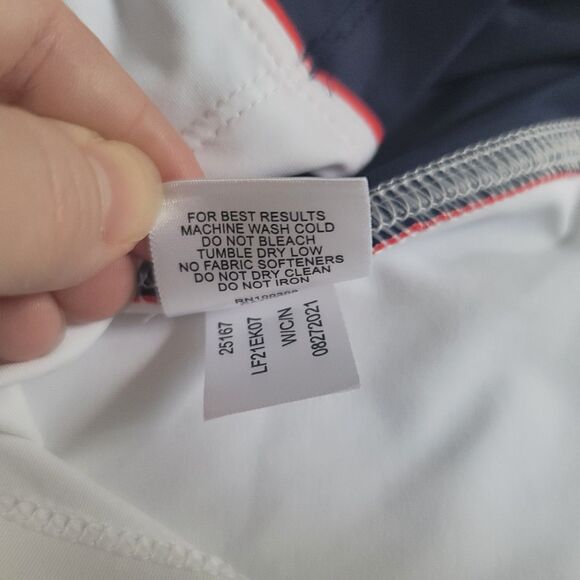 FOR BEST RESULTS
MACHINE WASH COLD
DO NOT BLEACH
TUMBLE DRY LOW
NO FABRIC SOFTENERS
DO NOT DRY CLEAN
DO NOT IRON
25167
LF21EK07
W/C/N
08272021